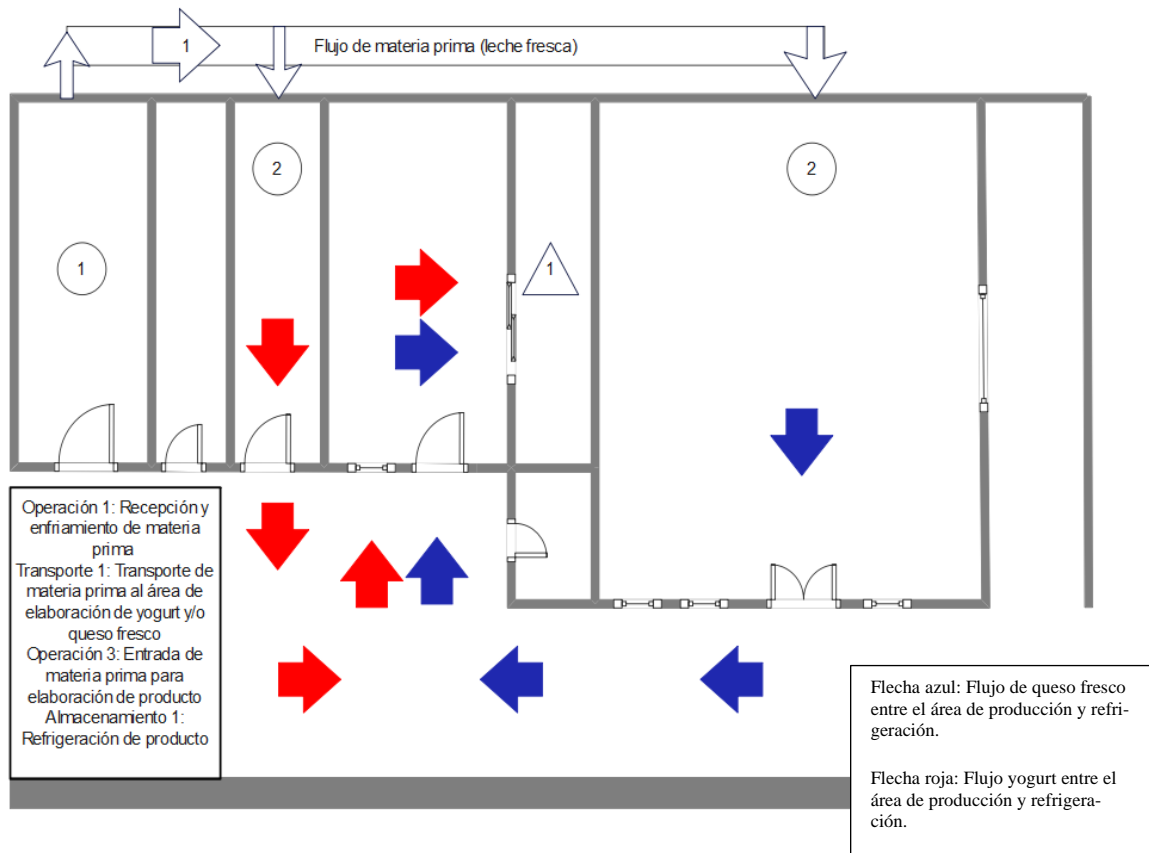 1
Flujo de materia prima (leche fresca)
2
2
1
1
Operación 1: Recepción y
enfriamiento de materia
prima
Transporte 1: Transporte de
materia prima al área de
elaboración de yogurt y/o
queso fresco
Operación 3: Entrada de
materia prima para
elaboración de producto
Almacenamiento 1:
Refrigeración de producto
Flecha azul: Flujo de queso fresco
entre el área de producción y refri-
geración.
Flecha roja: Flujo yogurt entre el
área de producción y refrigera-
ción.